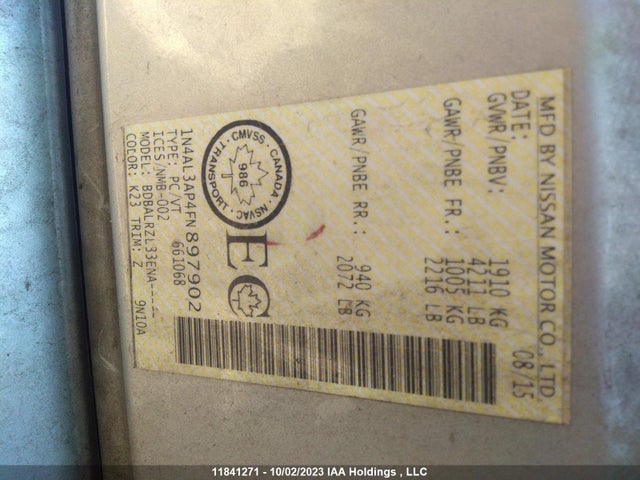 MFD BY NISSAN MOTOR CO., LTD.
DATE: 08 15
GVWR/PNBV: 1910 KG
4211 LB
GAWR/PNBE FR.: 1005 KG
2216 LB
GAWR/PNBE RR.: 940 KG
2072 LB
CMVSS · CANADA · NSVAC · TRANSPORT ·
986
EC
1N4AL3AP4FN897902
TYPE: PC/VT 661068
ICES/NMB-002
MODEL: BDBALRZL33ENA----
COLOR: K23 TRIM: Z 9N10A
11841271 - 10/02/2023 IAA Holdings , LLC